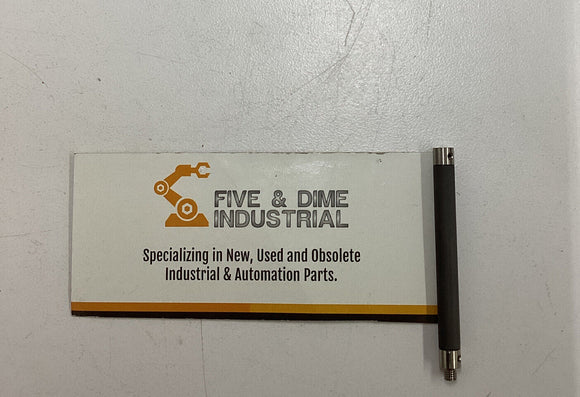 FIVE & DIME
INDUSTRIAL
Specializing in New, Used and Obsolete
Industrial & Automation Parts.